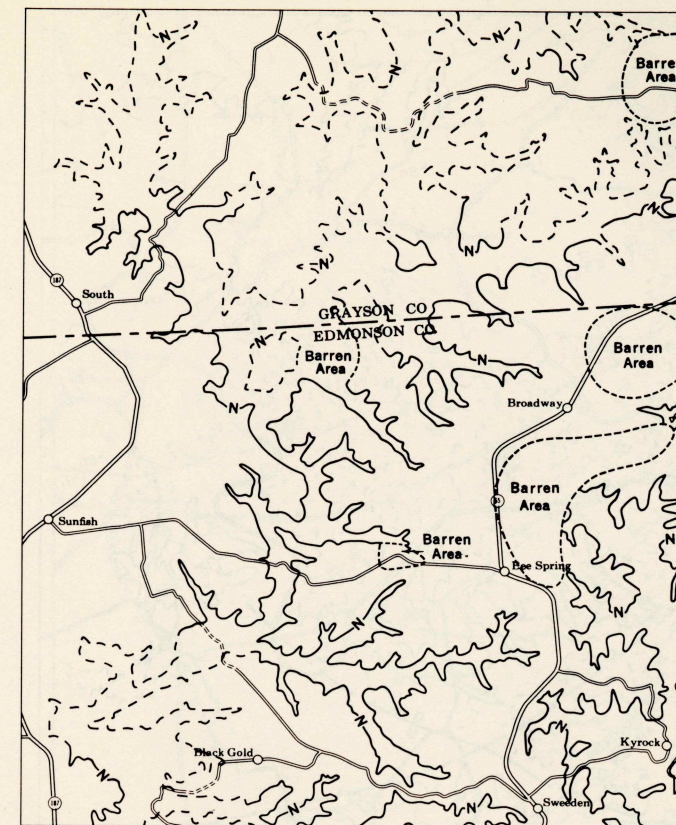 N
N
N
Barre
Area
N
N
N
187
South
GRAYSON CO
EDMONSON CO
N
Barren
Area
N
Barren
Area
N
Broadway
Barren
Area
Sunfish
Barren
Area
N
Bee Spring
N
N
N
N
Kyrock
Black Gold
N
187
N
N
Sweeden